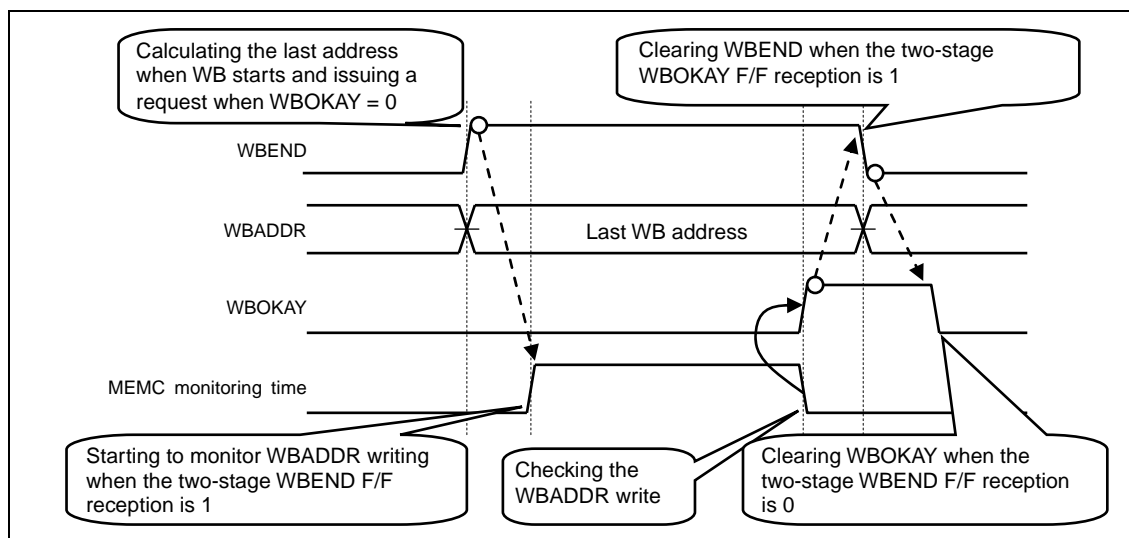 Calculating the last address
when WB starts and issuing a
request when WBOKAY = 0
Clearing WBEND when the two-stage
WBOKAY F/F reception is 1
WBEND
WBADDR
Last WB address
WBOKAY
MEMC monitoring time
Starting to monitor WBADDR writing
when the two-stage WBEND F/F
reception is 1
Checking the
WBADDR write
Clearing WBOKAY when the
two-stage WBEND F/F reception
is 0